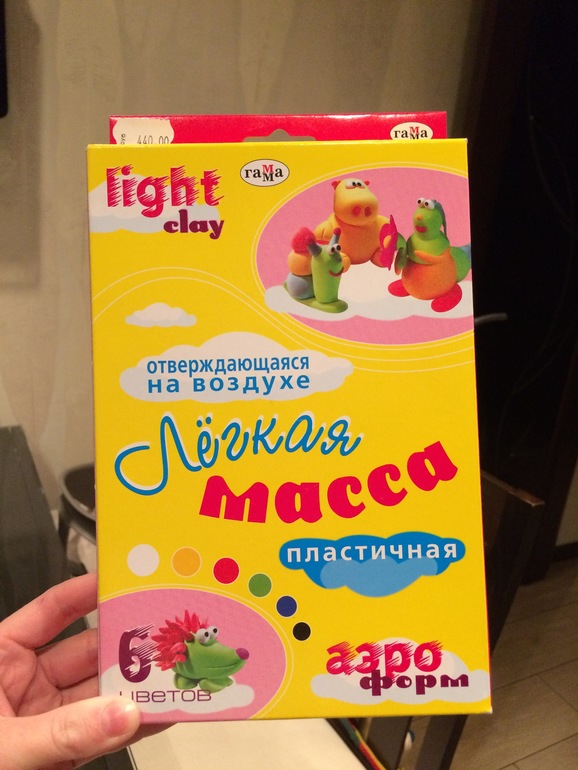 440.00
гамма
light
clay
гамма
отверждающаяся
на воздухе
Лёгкая
масса
пластичная
6
цветов
аэро
форм